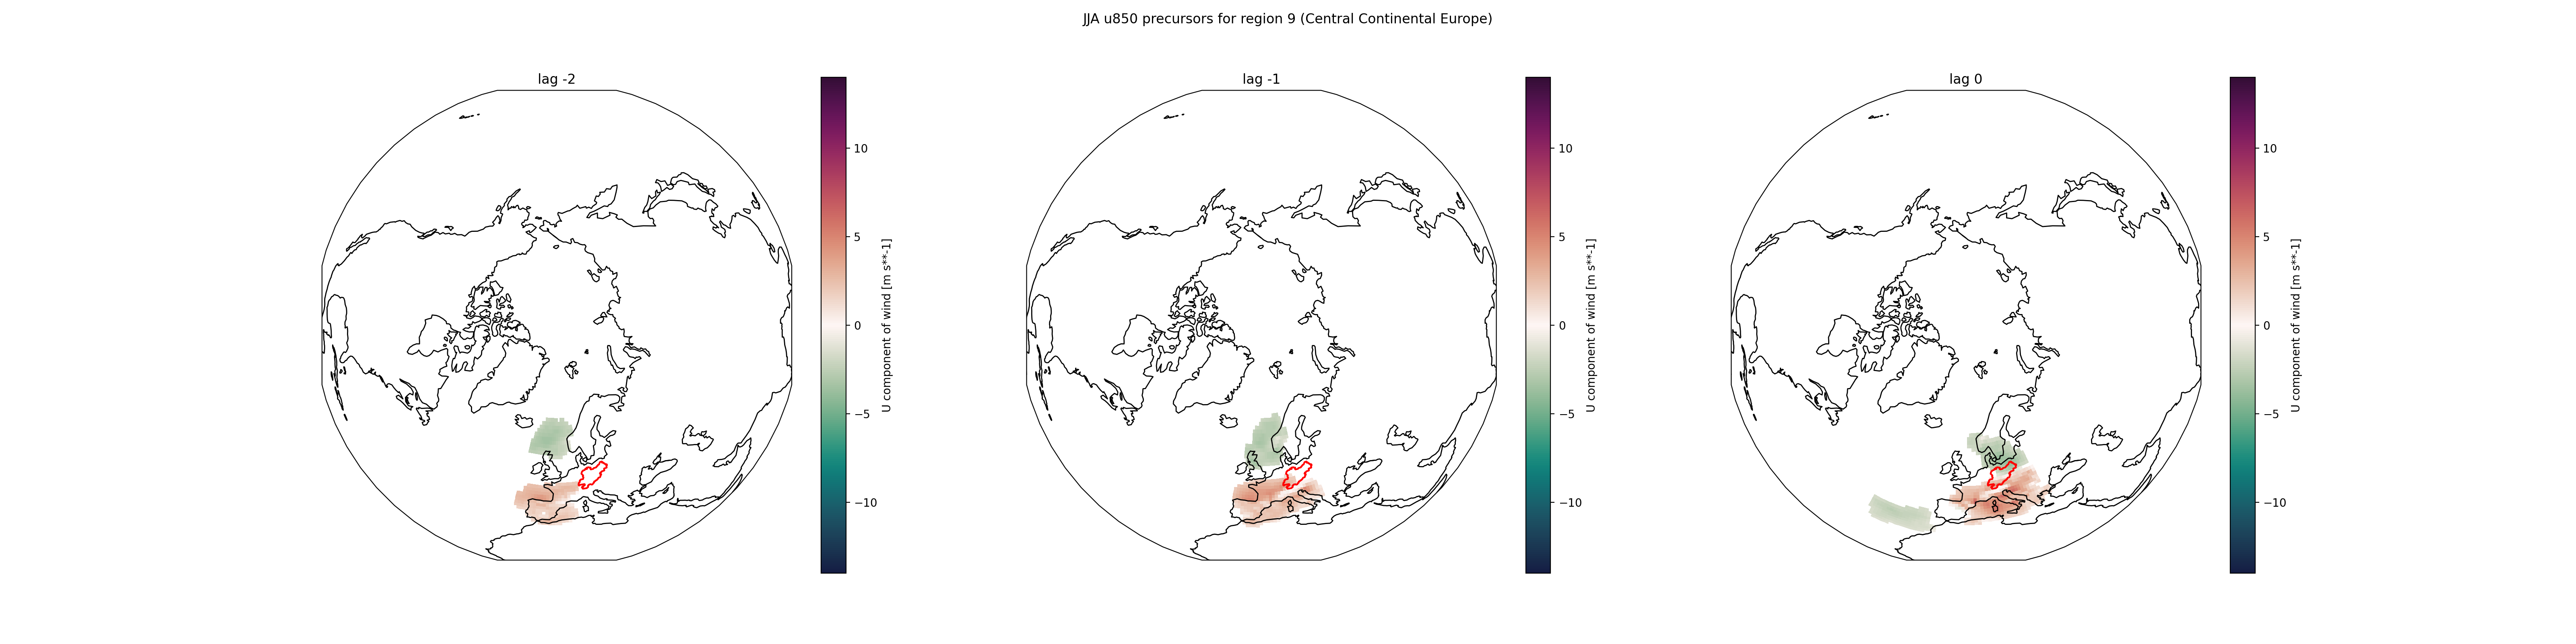 JJA u850 precursors for region 9 (Central Continental Europe)
lag -2
10
5
0
−5
−10
U component of wind [m s**-1]
lag -1
10
5
0
−5
−10
U component of wind [m s**-1]
lag 0
10
5
0
−5
−10
U component of wind [m s**-1]